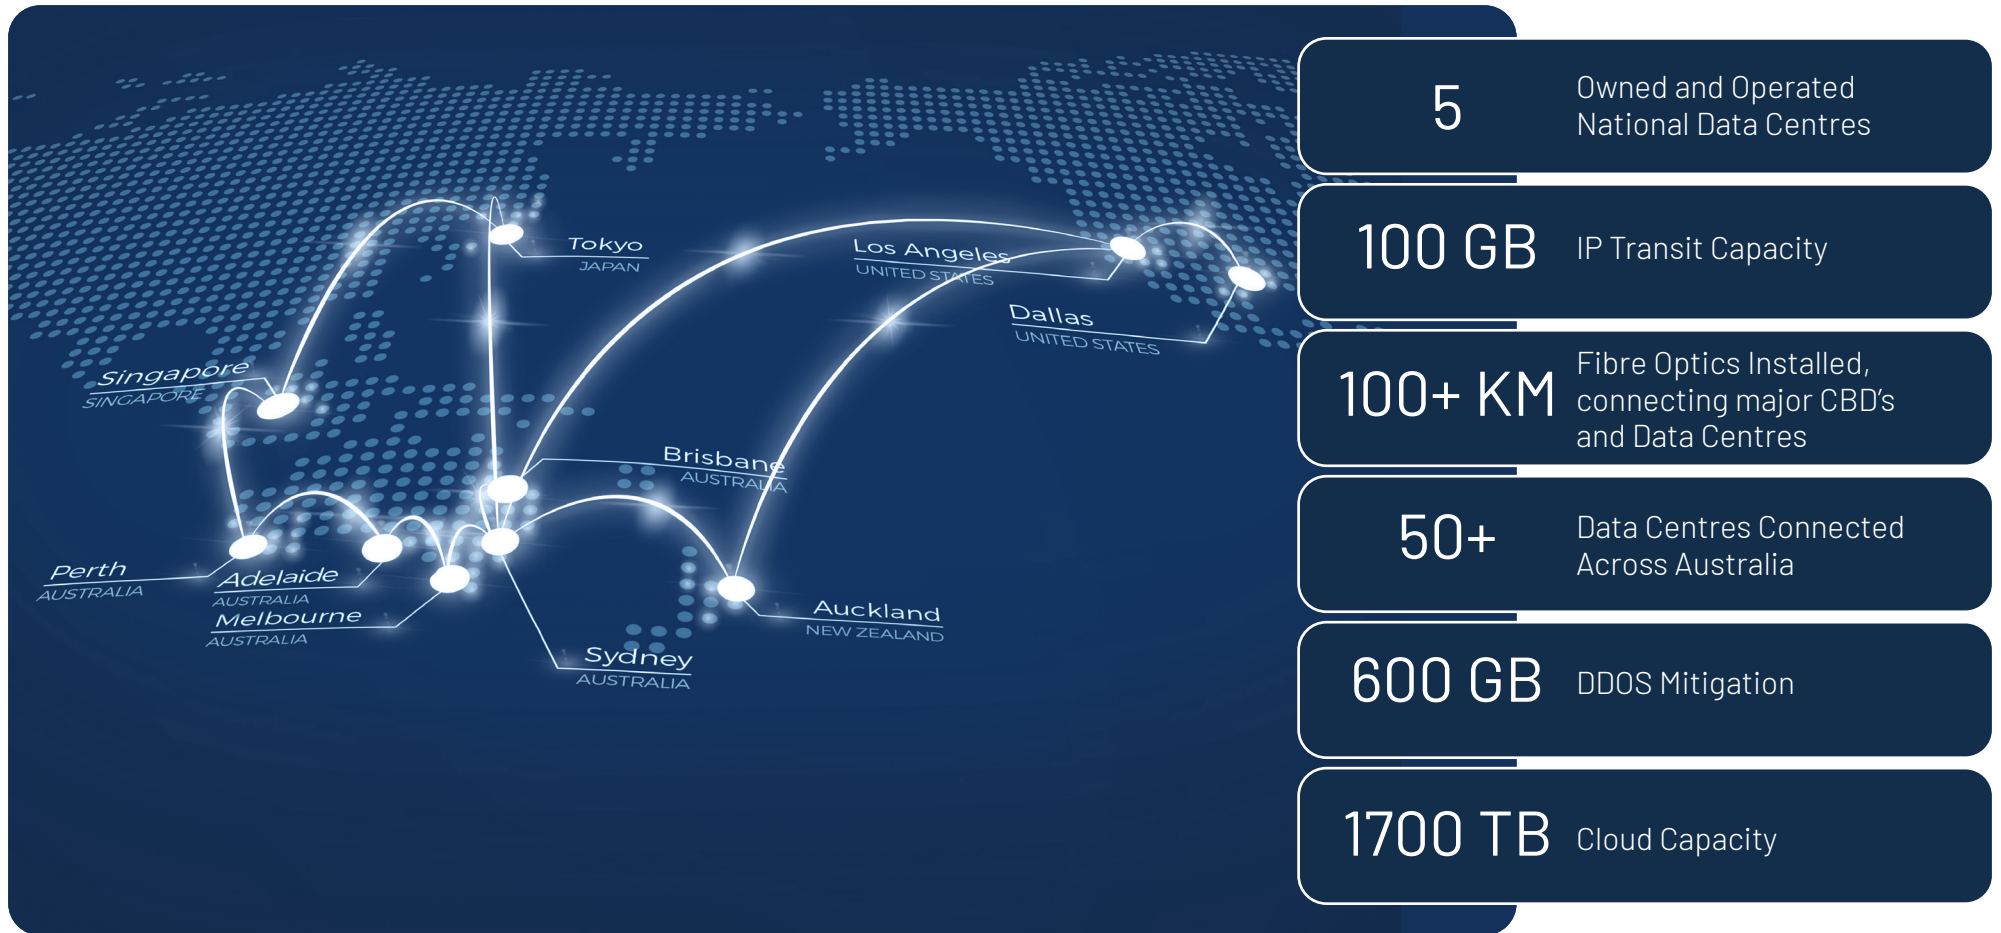 Tokyo
JAPAN
Los Angeles
UNITED STATES
Dallas
UNITED STATES
Singapore
SINGAPORE
Brisbane
AUSTRALIA
Perth
AUSTRALIA
Adelaide
AUSTRALIA
Melbourne
AUSTRALIA
Auckland
NEW ZEALAND
Sydney
AUSTRALIA
5
Owned and Operated
National Data Centres
100 GB
IP Transit Capacity
100+ KM
Fibre Optics Installed,
connecting major CBD’s
and Data Centres
50+
Data Centres Connected
Across Australia
600 GB
DDOS Mitigation
1700 TB
Cloud Capacity